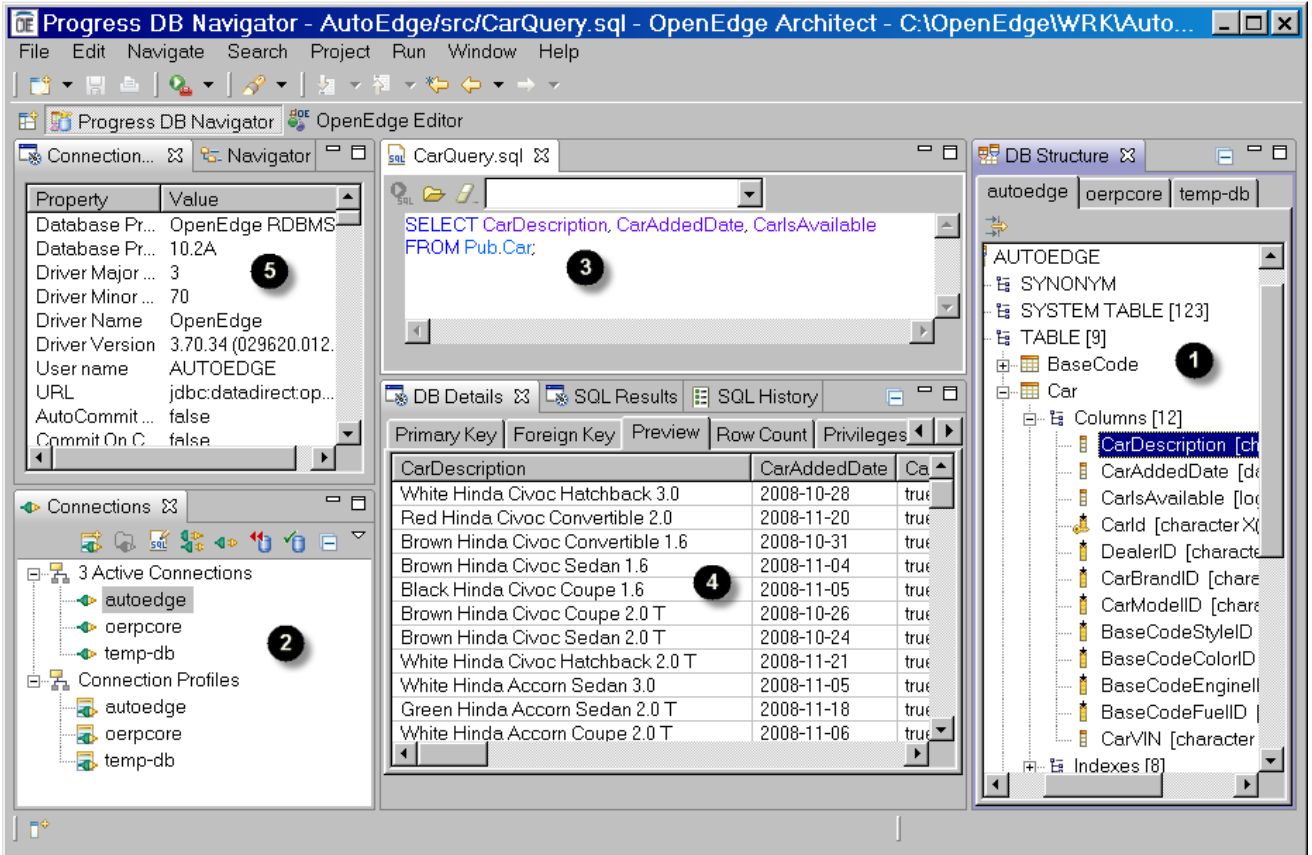 Progress DB Navigator - AutoEdge/src/CarQuery.sql - OpenEdge Architect - C:\OpenEdge\WRK\Auto...
File Edit Navigate Search Project Run Window Help
Progress DB Navigator OpenEdge Editor
Connection... Navigator
Property Value
Database Pr... OpenEdge RDBMS
Database Pr... 10.2A
Driver Major ... 3
Driver Minor ... 70
Driver Name OpenEdge
Driver Version 3.70.34 (029620.012.
User name AUTOEDGE
URL jdbc:datadirect:op...
AutoCommit ... false
Commit On C... false
5
Connections
3 Active Connections
autoedge
oerpcore
temp-db
Connection Profiles
autoedge
oerpcore
temp-db
2
CarQuery.sql
SQL
SELECT CarDescription, CarAddedDate, CarIsAvailable
FROM Pub.Car;
3
DB Details SQL Results SQL History
Primary Key Foreign Key Preview Row Count Privileges
CarDescription CarAddedDate Ca
White Hinda Civoc Hatchback 3.0 2008-10-28 true
Red Hinda Civoc Convertible 2.0 2008-11-20 true
Brown Hinda Civoc Convertible 1.6 2008-10-31 true
Brown Hinda Civoc Sedan 1.6 2008-11-04 true
Black Hinda Civoc Coupe 1.6 2008-11-05 true
Brown Hinda Civoc Coupe 2.0 T 2008-10-26 true
Brown Hinda Civoc Sedan 2.0 T 2008-10-24 true
White Hinda Civoc Hatchback 2.0 T 2008-11-21 true
White Hinda Accorn Sedan 3.0 2008-11-05 true
Green Hinda Accorn Sedan 2.0 T 2008-11-18 true
White Hinda Accorn Coupe 2.0 T 2008-11-06 true
4
DB Structure
autoedge oerpcore temp-db
AUTOEDGE
SYNONYM
SYSTEM TABLE [123]
TABLE [9]
BaseCode
Car
Columns [12]
CarDescription [ch
CarAddedDate [da
CarIsAvailable [log
CarId [character X(
DealerID [characte
CarBrandID [chara
CarModelID [chara
BaseCodeStyleID
BaseCodeColorID
BaseCodeEngineI
BaseCodeFuelID [
CarVIN [character
Indexes [8]
1